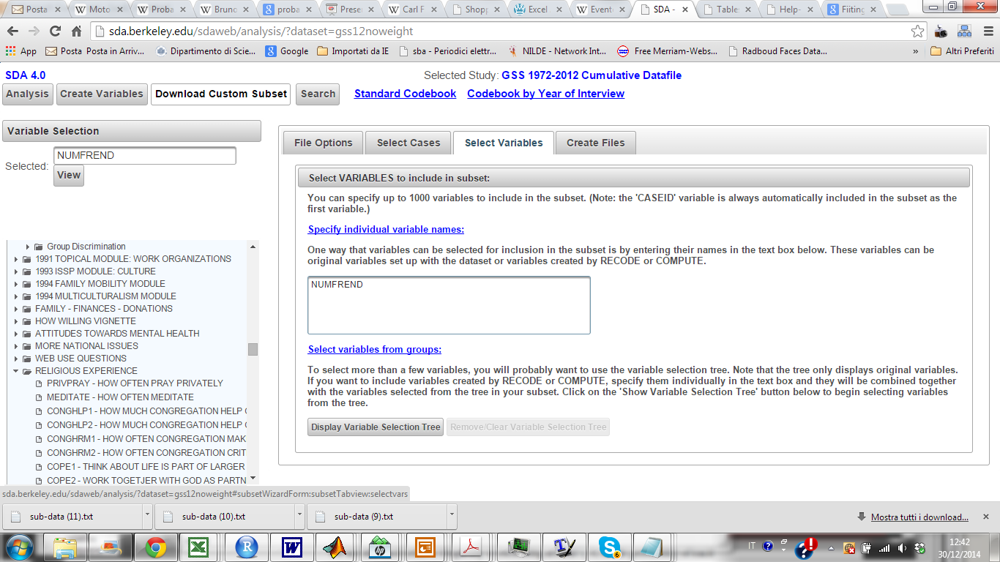 Posta
Moto
Proba
Bruno
proba
Prese
Carl F
Shopp
Excel
Event
SDA -
Table
Help-
Fiiting
sda.berkeley.edu/sdaweb/analysis/?dataset=gss12noweight
App
Posta Posta in Arriv...
Dipartimento di Scie...
Google
Importati da IE
sba - Periodici elettr...
NILDE - Network Int...
Free Merriam-Webs...
Radboud Faces Data...
»
Altri Preferiti
SDA 4.0
Selected Study: GSS 1972-2012 Cumulative Datafile
Analysis
Create Variables
Download Custom Subset
Search
Standard Codebook
Codebook by Year of Interview
Variable Selection
Selected:
NUMFREND
View
Group Discrimination
1991 TOPICAL MODULE: WORK ORGANIZATIONS
1993 ISSP MODULE: CULTURE
1994 FAMILY MOBILITY MODULE
1994 MULTICULTURALISM MODULE
FAMILY - FINANCES - DONATIONS
HOW WILLING VIGNETTE
ATTITUDES TOWARDS MENTAL HEALTH
MORE NATIONAL ISSUES
WEB USE QUESTIONS
RELIGIOUS EXPERIENCE
PRIVPRAY - HOW OFTEN PRAY PRIVATELY
MEDITATE - HOW OFTEN MEDITATE
CONGHLP1 - HOW MUCH CONGREGATION HELP
CONGHLP2 - HOW MUCH CONGREGATION HELP
CONGHRM1 - HOW OFTEN CONGREGATION MAK
CONGHRM2 - HOW OFTEN CONGREGATION CRIT
COPE1 - THINK ABOUT LIFE IS PART OF LARGER
COPE2 - WORK TOGETJER WITH GOD AS PARTN
File Options
Select Cases
Select Variables
Create Files
Select VARIABLES to include in subset:
You can specify up to 1000 variables to include in the subset. (Note: the 'CASEID' variable is always automatically included in the subset as the
first variable.)
Specify individual variable names:
One way that variables can be selected for inclusion in the subset is by entering their names in the text box below. These variables can be
original variables set up with the dataset or variables created by RECODE or COMPUTE.
NUMFREND
Select variables from groups:
To select more than a few variables, you will probably want to use the variable selection tree. Note that the tree only displays original variables.
If you want to include variables created by RECODE or COMPUTE, specify them individually in the text box and they will be combined together
with the variables selected from the tree in your subset. Click on the 'Show Variable Selection Tree' button below to begin selecting variables
from the tree.
Display Variable Selection Tree
Remove/Clear Variable Selection Tree
sda.berkeley.edu/sdaweb/analysis/?dataset=gss12noweight#subsetWizardForm:subsetTabview:selectvars
sub-data (11).txt
sub-data (10).txt
sub-data (9).txt
Mostra tutti i download...
IT
12:42
30/12/2014